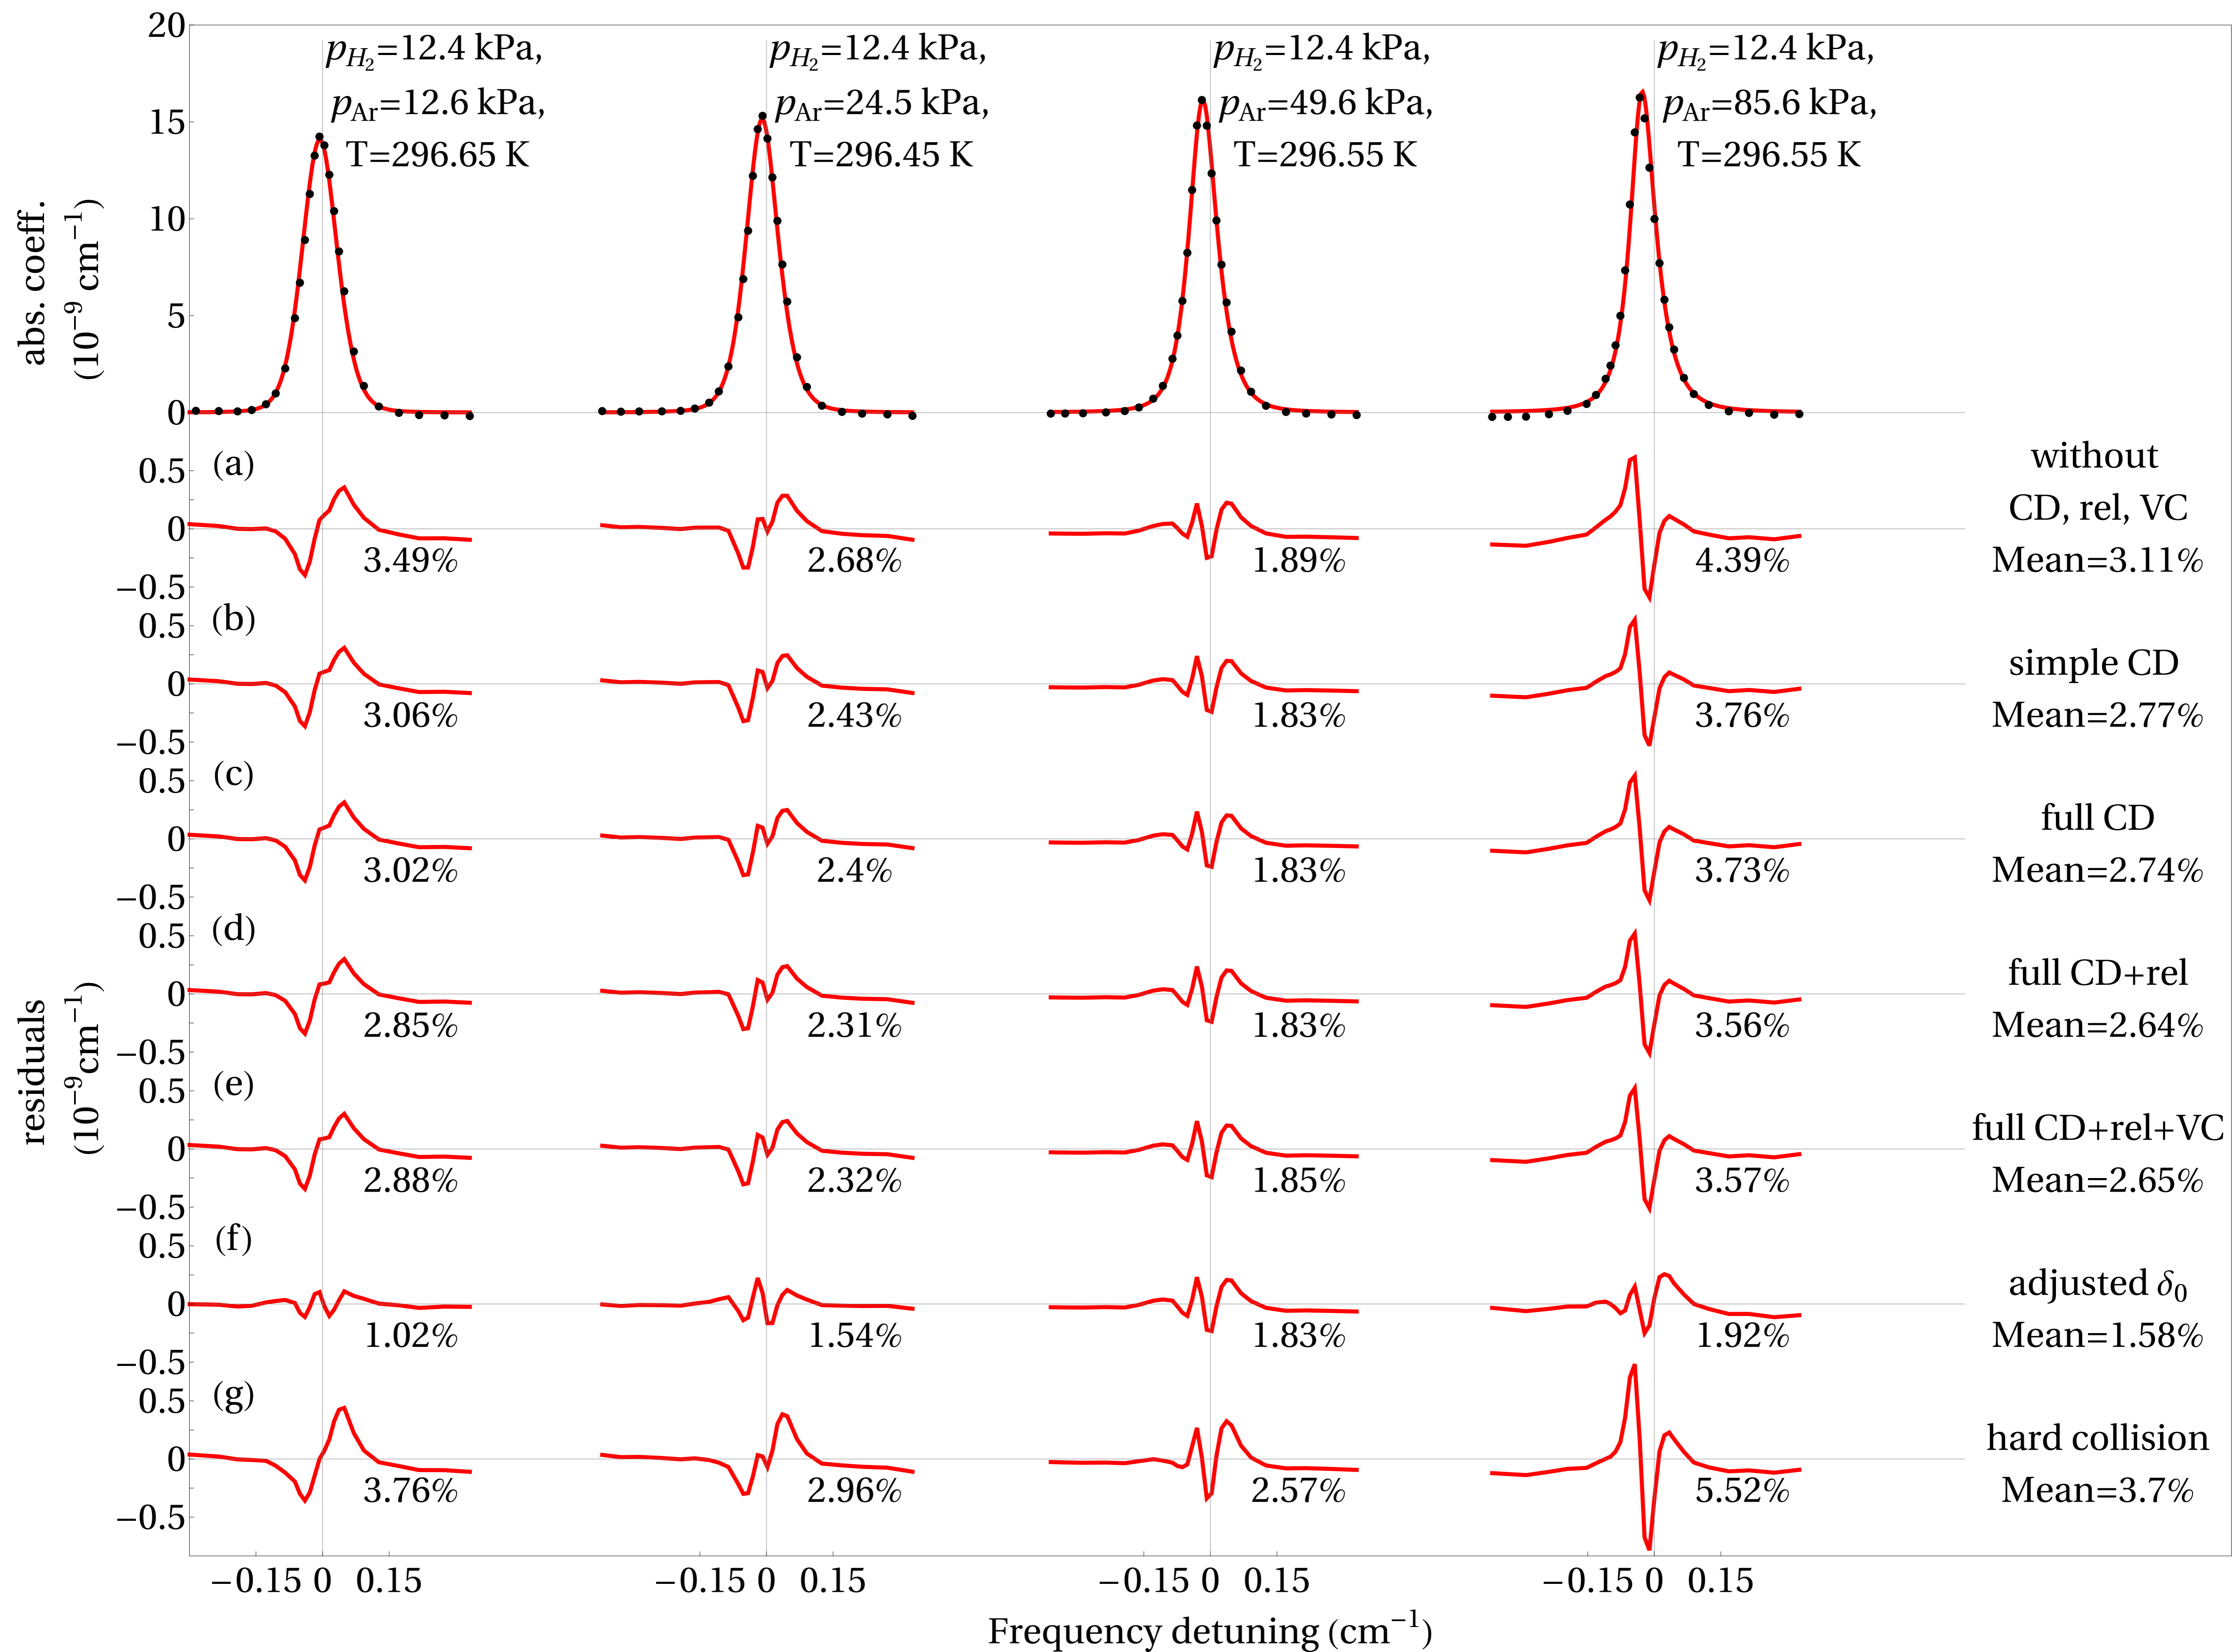 20
15
10
5
0
abs. coeff.
(10⁻⁹ cm⁻¹)
p_H₂=12.4 kPa,
p_Ar=12.6 kPa,
T=296.65 K
p_H₂=12.4 kPa,
p_Ar=24.5 kPa,
T=296.45 K
p_H₂=12.4 kPa,
p_Ar=49.6 kPa,
T=296.55 K
p_H₂=12.4 kPa,
p_Ar=85.6 kPa,
T=296.55 K
residuals
(10⁻⁹cm⁻¹)
0.5
0
−0.5
(a)
3.49%
2.68%
1.89%
4.39%
without
CD, rel, VC
Mean=3.11%
0.5
0
−0.5
(b)
3.06%
2.43%
1.83%
3.76%
simple CD
Mean=2.77%
0.5
0
−0.5
(c)
3.02%
2.4%
1.83%
3.73%
full CD
Mean=2.74%
0.5
0
−0.5
(d)
2.85%
2.31%
1.83%
3.56%
full CD+rel
Mean=2.64%
0.5
0
−0.5
(e)
2.88%
2.32%
1.85%
3.57%
full CD+rel+VC
Mean=2.65%
0.5
0
−0.5
(f)
1.02%
1.54%
1.83%
1.92%
adjusted δ₀
Mean=1.58%
0.5
0
−0.5
(g)
3.76%
2.96%
2.57%
5.52%
hard collision
Mean=3.7%
−0.15 0 0.15
−0.15 0 0.15
−0.15 0 0.15
−0.15 0 0.15
Frequency detuning (cm⁻¹)